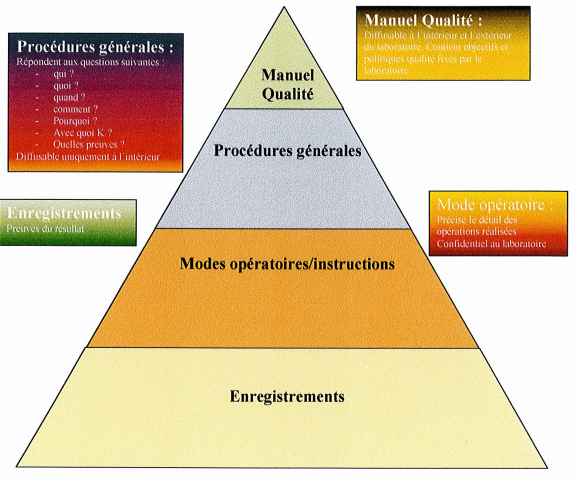 Manuel Qualité :
Diffusable à l'intérieur et l'extérieur
du laboratoire. Contient objectifs et
politiques qualité fixés par le
laboratoire.
Procédures générales :
Répondent aux questions suivantes :
- qui ?
- quoi ?
- quand ?
- comment ?
- Pourquoi ?
- Avec quoi K ?
- Quelles preuves ?
Diffusable uniquement à l'intérieur
Manuel
Qualité
Procédures générales
Enregistrements
Preuves du résultat
Mode opératoire :
Précise le détail des
opérations réalisées
Confidentiel au laboratoire
Modes opératoires/instructions
Enregistrements